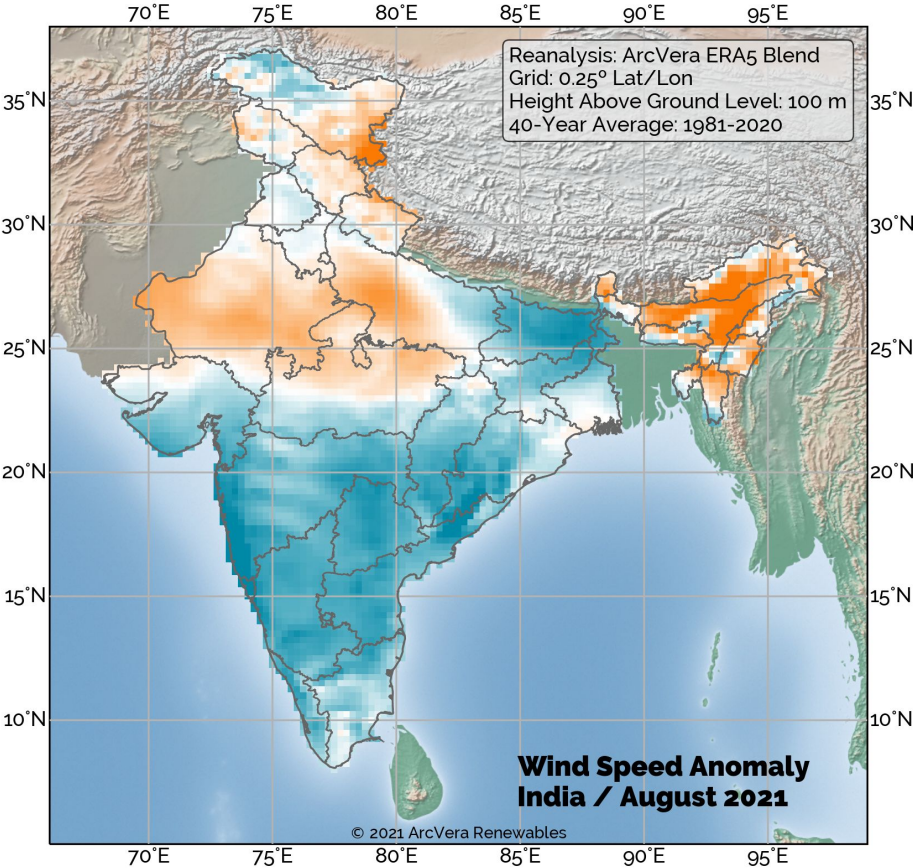 70°E 75°E 80°E 85°E 90°E 95°E
Reanalysis: ArcVera ERA5 Blend
Grid: 0.25° Lat/Lon
Height Above Ground Level: 100 m
40-Year Average: 1981-2020
35°N 35°N
30°N 30°N
25°N 25°N
20°N 20°N
15°N 15°N
10°N 10°N
Wind Speed Anomaly
India / August 2021
© 2021 ArcVera Renewables
70°E 75°E 80°E 85°E 90°E 95°E